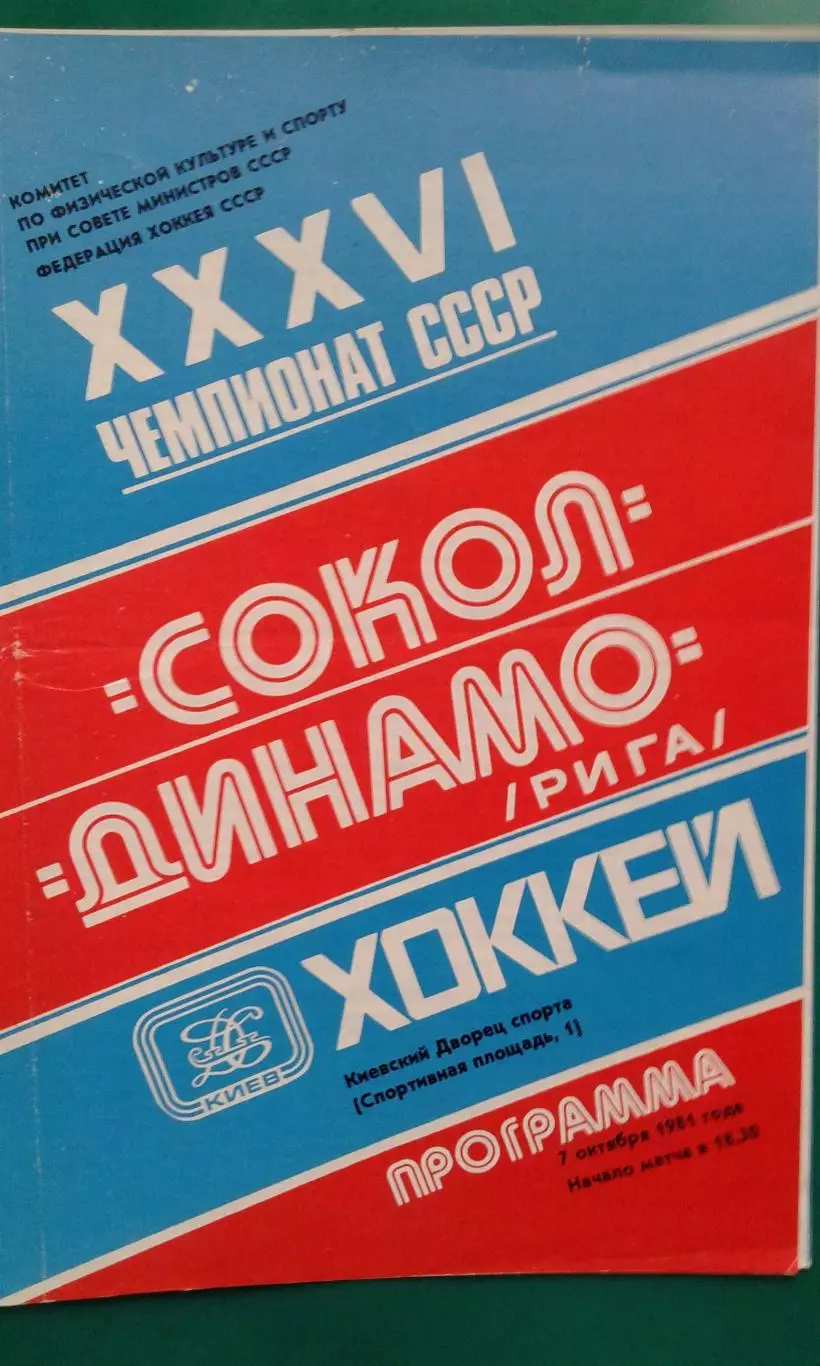 КОМИТЕТ
ПО ФИЗИЧЕСКОЙ КУЛЬТУРЕ И СПОРТУ
ПРИ СОВЕТЕ МИНИСТРОВ СССР
ФЕДЕРАЦИЯ ХОККЕЯ СССР
XXXVI
ЧЕМПИОНАТ СССР
"СОКОЛ"
"ДИНАМО"
/РИГА/
ХОККЕЙ
КИЕВ
Киевский Дворец спорта
(Спортивная площадь, 1)
ПРОГРАММА
7 октября 1981 года
Начало матча в 18.30